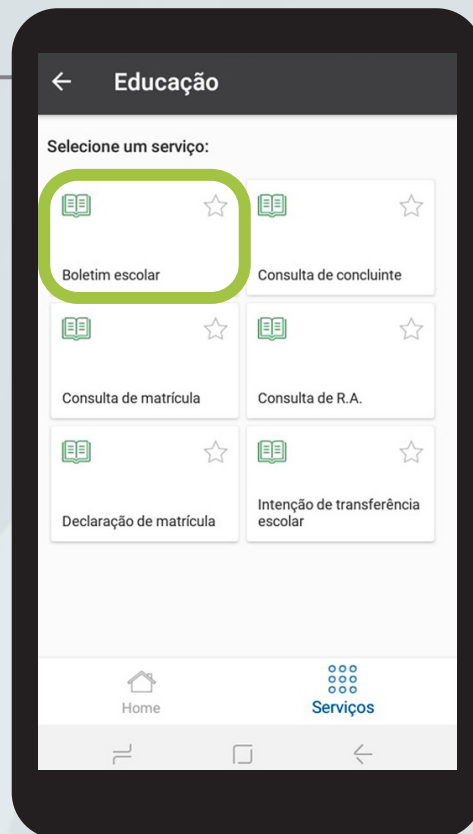 Educação
Selecione um serviço:
Boletim escolar
Consulta de concluinte
Consulta de matrícula
Consulta de R.A.
Declaração de matrícula
Intenção de transferência
escolar
Home
Serviços